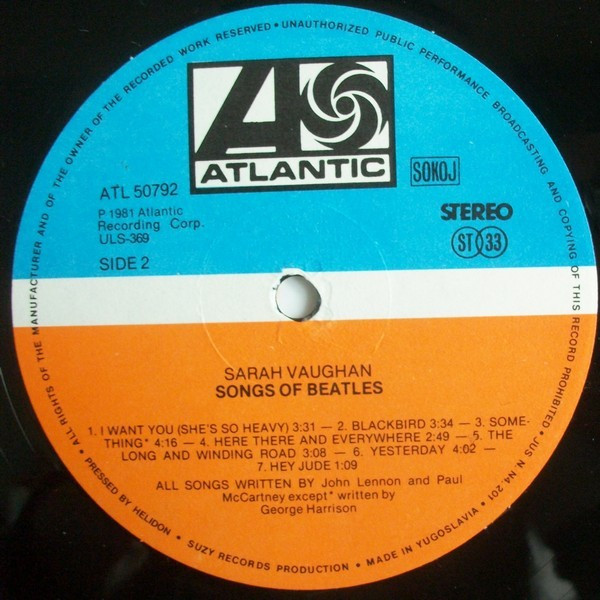 ALL RIGHTS OF THE MANUFACTURER AND OF THE OWNER OF THE RECORDED WORK RESERVED • UNAUTHORIZED PUBLIC PERFORMANCE BROADCASTING AND COPYING OF THIS RECORD PROHIBITED • JUS N. N4-201
ATLANTIC
SOKOJ
ATL 50792
P 1981 Atlantic
Recording Corp.
ULS-369
SIDE 2
STEREO
ST 33
SARAH VAUGHAN
SONGS OF BEATLES
1. I WANT YOU (SHE'S SO HEAVY) 3:31 — 2. BLACKBIRD 3:34 — 3. SOME-
THING* 4:16 — 4. HERE THERE AND EVERYWHERE 2:49 — 5. THE
LONG AND WINDING ROAD 3:08 — 6. YESTERDAY 4:02 —
7. HEY JUDE 1:09
ALL SONGS WRITTEN BY John Lennon and Paul
McCartney except* written by
George Harrison
• PRESSED BY HELIDON • SUZY RECORDS PRODUCTION • MADE IN YUGOSLAVIA •